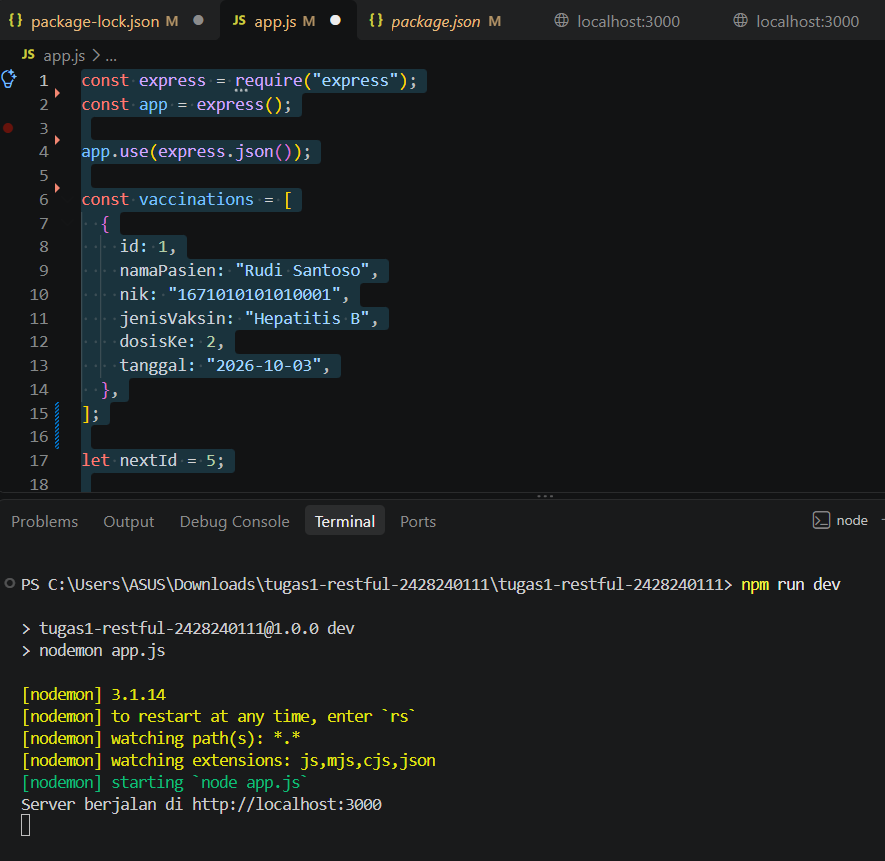 {} package-lock.json M ● JS app.js M ● {} package.json M localhost:3000 localhost:3000
JS app.js > ...
1 const express = require("express");
2 const app = express();
3
4 app.use(express.json());
5
6 const vaccinations = [
7 {
8 id: 1,
9 namaPasien: "Rudi Santoso",
10 nik: "1671010101010001",
11 jenisVaksin: "Hepatitis B",
12 dosisKe: 2,
13 tanggal: "2026-10-03",
14 },
15 ];
16
17 let nextId = 5;
18
Problems Output Debug Console Terminal Ports node
PS C:\Users\ASUS\Downloads\tugas1-restful-2428240111\tugas1-restful-2428240111> npm run dev
> tugas1-restful-2428240111@1.0.0 dev
> nodemon app.js
[nodemon] 3.1.14
[nodemon] to restart at any time, enter `rs`
[nodemon] watching path(s): *.*
[nodemon] watching extensions: js,mjs,cjs,json
[nodemon] starting `node app.js`
Server berjalan di http://localhost:3000